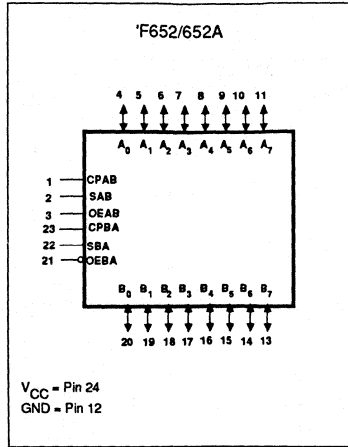 'F652/652A
4 5 6 7 8 9 10 11
A0 A1 A2 A3 A4 A5 A6 A7
1 CPAB
2 SAB
3 OEAB
23 CPBA
22 SBA
21 OEBA
B0 B1 B2 B3 B4 B5 B6 B7
20 19 18 17 16 15 14 13
VCC = Pin 24
GND = Pin 12